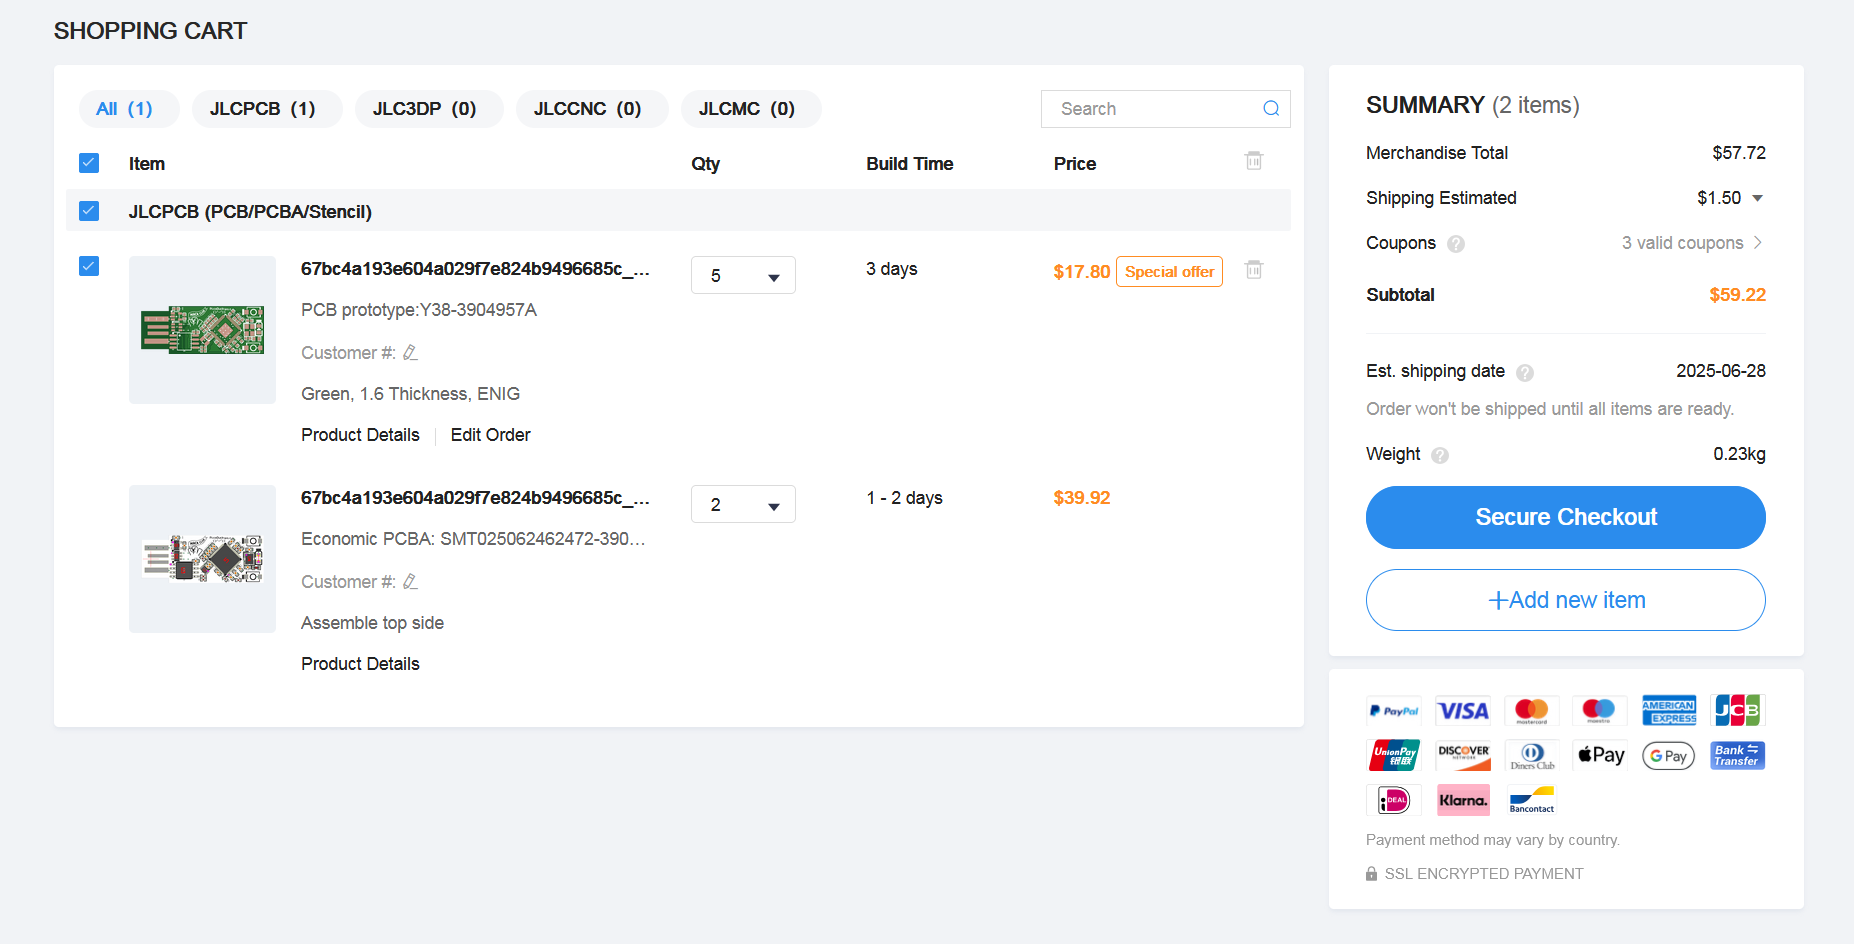 SHOPPING CART
All (1) JLCPCB (1) JLC3DP (0) JLCCNC (0) JLCMC (0) Search
Item Qty Build Time Price
JLCPCB (PCB/PCBA/Stencil)
67bc4a193e604a029f7e824b9496685c_... 5 3 days $17.80 Special offer
PCB prototype:Y38-3904957A
Customer #:
Green, 1.6 Thickness, ENIG
Product Details Edit Order
67bc4a193e604a029f7e824b9496685c_... 2 1 - 2 days $39.92
Economic PCBA: SMT025062462472-390...
Customer #:
Assemble top side
Product Details
SUMMARY (2 items)
Merchandise Total $57.72
Shipping Estimated $1.50
Coupons ? 3 valid coupons >
Subtotal $59.22
Est. shipping date ? 2025-06-28
Order won't be shipped until all items are ready.
Weight ? 0.23kg
Secure Checkout
+Add new item
PayPal VISA mastercard maestro AMERICAN EXPRESS JCB
UnionPay 银联 DISCOVER NETWORK Diners Club Pay G Pay Bank Transfer
iDEAL Klarna. Bancontact
Payment method may vary by country.
SSL ENCRYPTED PAYMENT